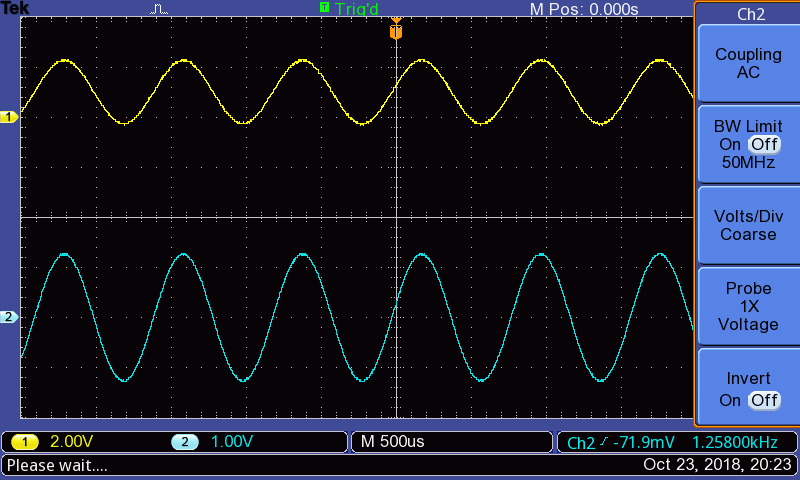 Tek
T Trig'd
M Pos: 0.000s
T
1
2
Ch2
Coupling
AC
BW Limit
On Off
50MHz
Volts/Div
Coarse
Probe
1X
Voltage
Invert
On Off
1 2.00V
2 1.00V
M 500us
Ch2 -71.9mV 1.25800kHz
Please wait....
Oct 23, 2018, 20:23